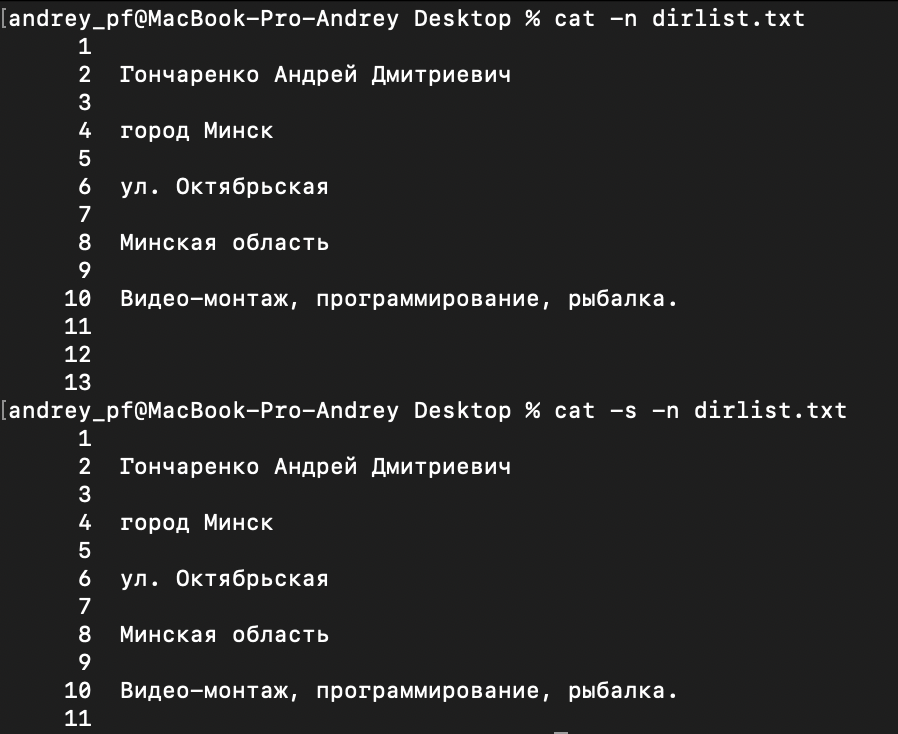 [andrey_pf@MacBook-Pro-Andrey Desktop % cat -n dirlist.txt
1
2 Гончаренко Андрей Дмитриевич
3
4 город Минск
5
6 ул. Октябрьская
7
8 Минская область
9
10 Видео-монтаж, программирование, рыбалка.
11
12
13
[andrey_pf@MacBook-Pro-Andrey Desktop % cat -s -n dirlist.txt
1
2 Гончаренко Андрей Дмитриевич
3
4 город Минск
5
6 ул. Октябрьская
7
8 Минская область
9
10 Видео-монтаж, программирование, рыбалка.
11